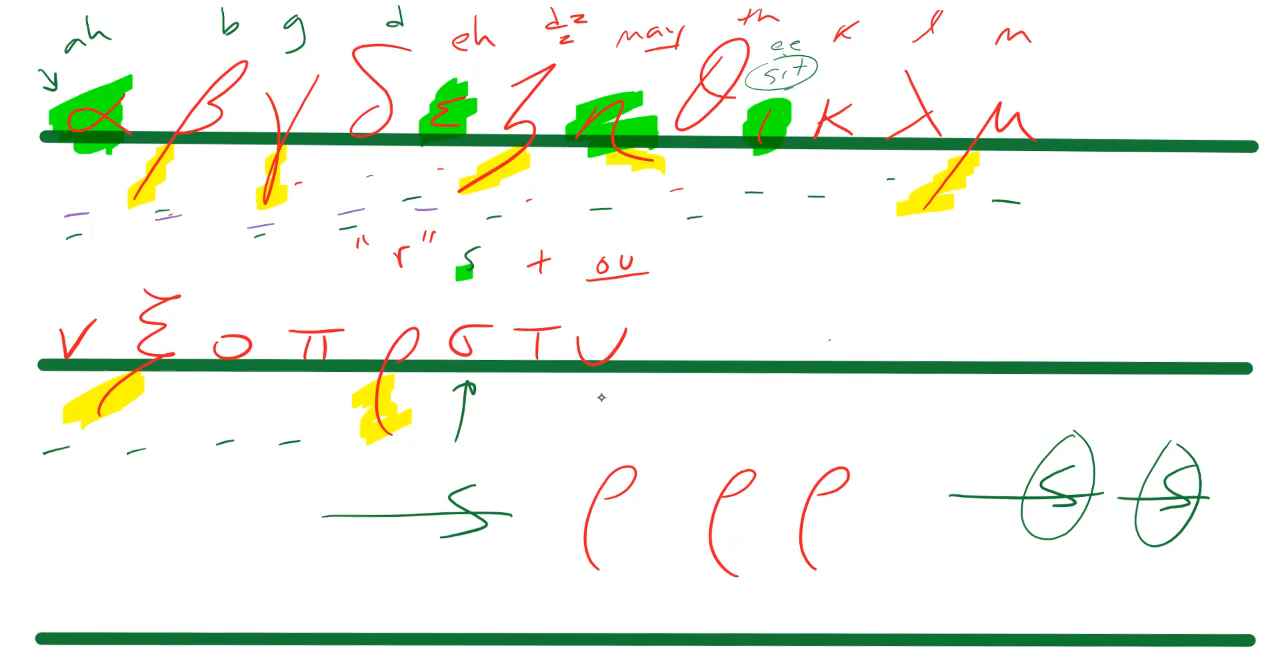 ah b g d eh dz z may th ee sit k l m
α β γ δ ε ζ η θ ι κ λ μ
"r" s t ou
ν ξ ο π ρ σ τ υ
ς ρ ρ ρ ς ς